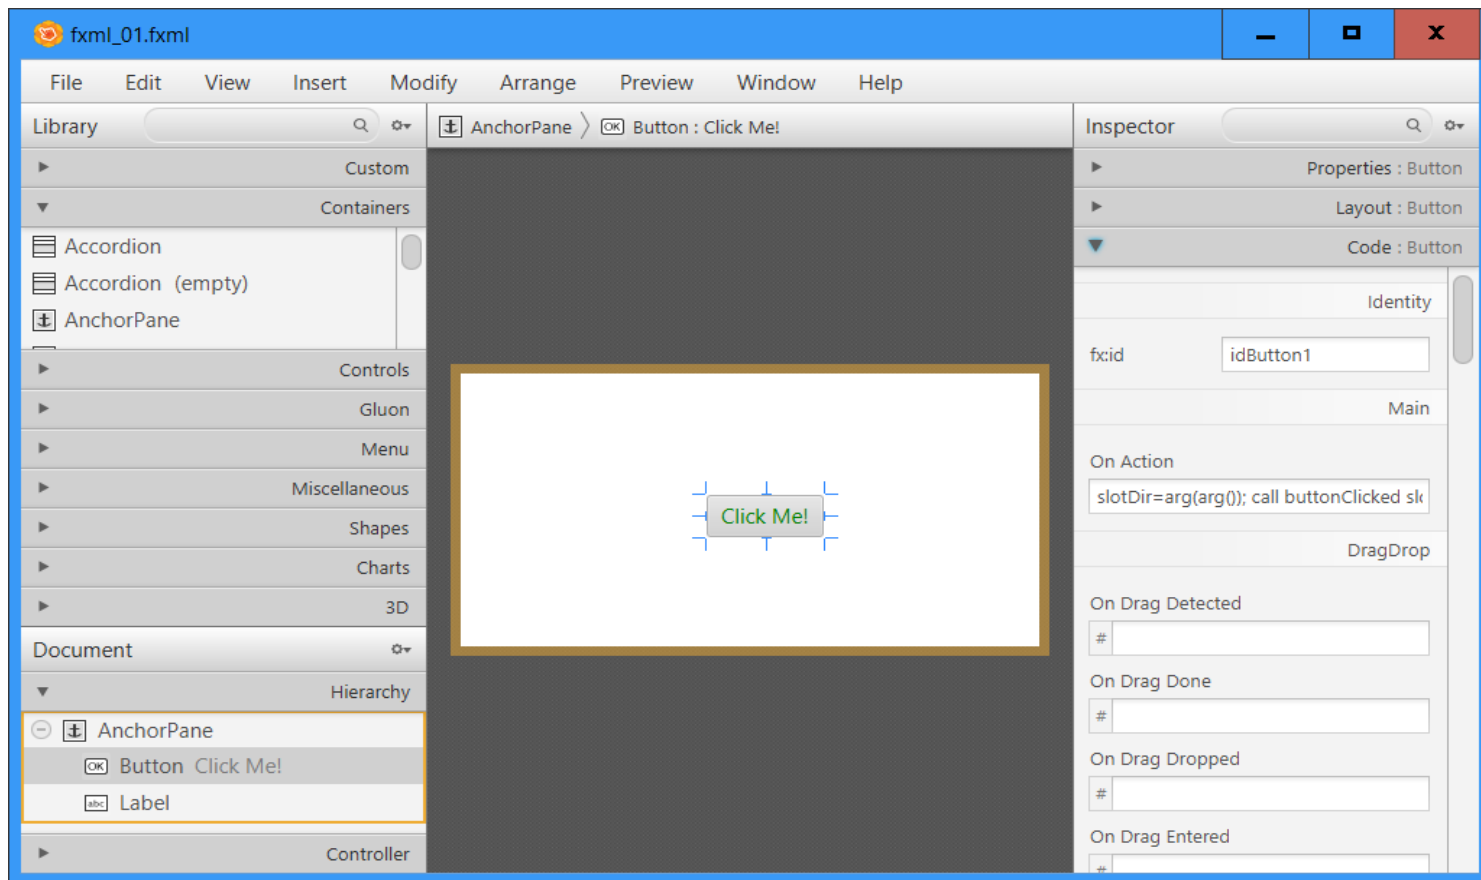 fxml_01.fxml
File Edit View Insert Modify Arrange Preview Window Help
Library
Custom
Containers
Accordion
Accordion (empty)
AnchorPane
Controls
Gluon
Menu
Miscellaneous
Shapes
Charts
3D
Document
Hierarchy
AnchorPane
OK Button Click Me!
abc Label
Controller
AnchorPane OK Button : Click Me!
Click Me!
Inspector
Properties : Button
Layout : Button
Code : Button
Identity
fx:id idButton1
Main
On Action
slotDir=arg(arg()); call buttonClicked
DragDrop
On Drag Detected
#
On Drag Done
#
On Drag Dropped
#
On Drag Entered
#